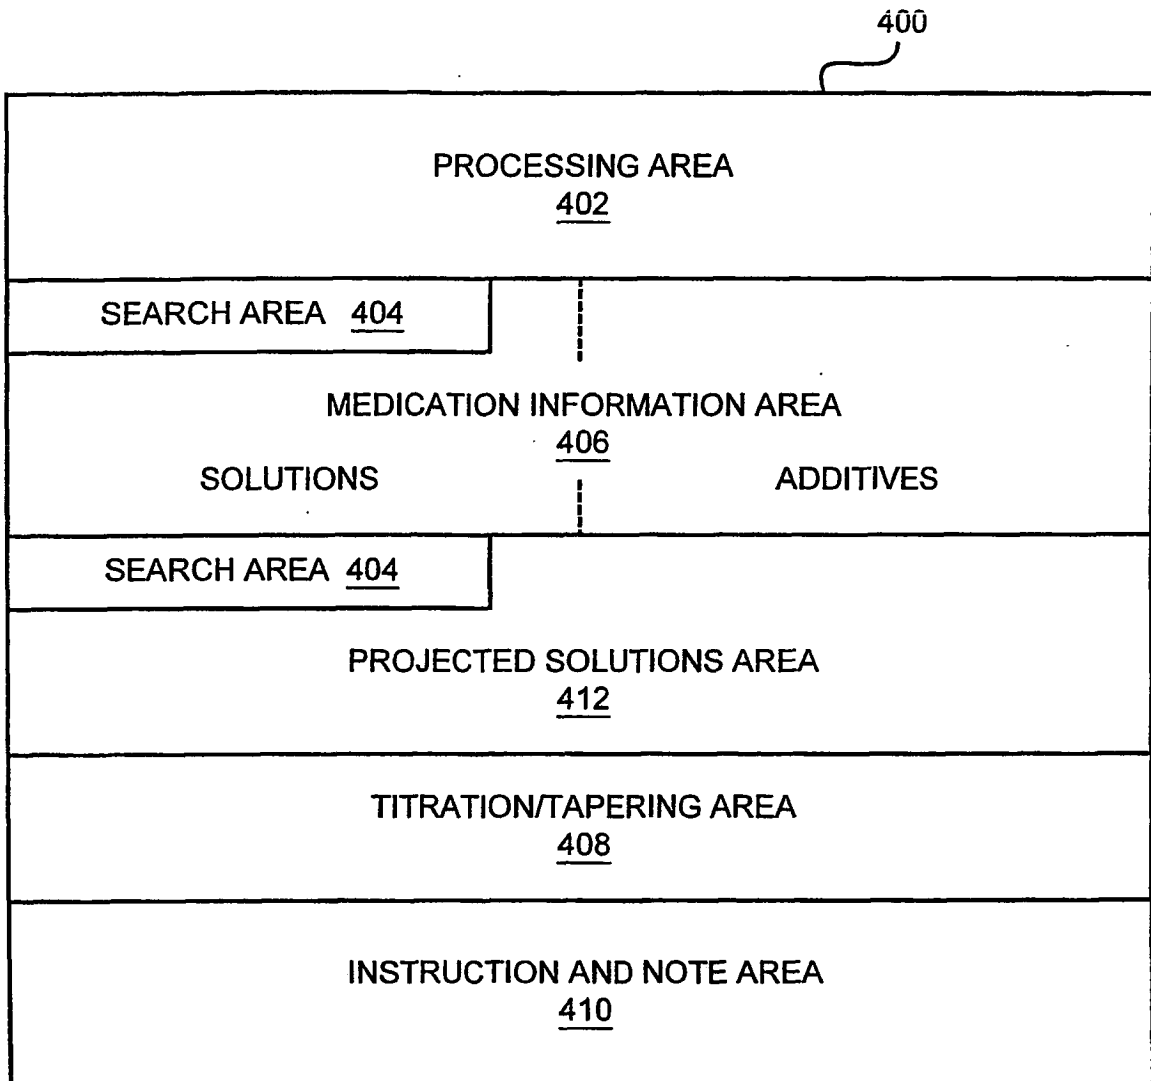 400
PROCESSING AREA
402
SEARCH AREA 404
MEDICATION INFORMATION AREA
406
SOLUTIONS ADDITIVES
SEARCH AREA 404
PROJECTED SOLUTIONS AREA
412
TITRATION/TAPERING AREA
408
INSTRUCTION AND NOTE AREA
410